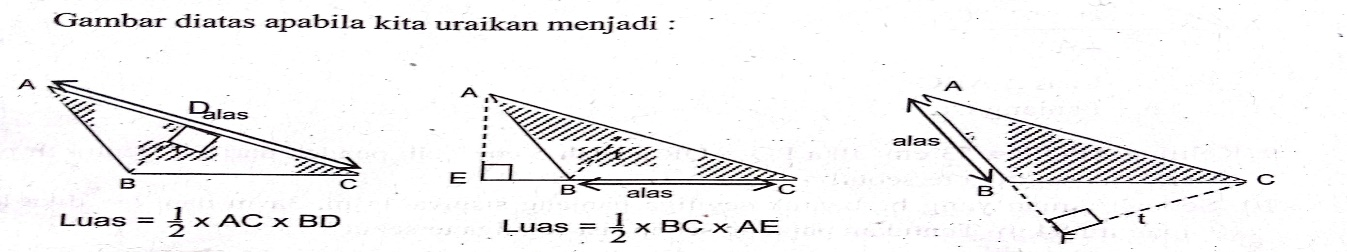 Gambar diatas apabila kita uraikan menjadi :
A
D
alas
B
C
Luas = 1/2 x AC x BD
A
E
B
alas
C
Luas = 1/2 x BC x AE
A
alas
B
C
t
F